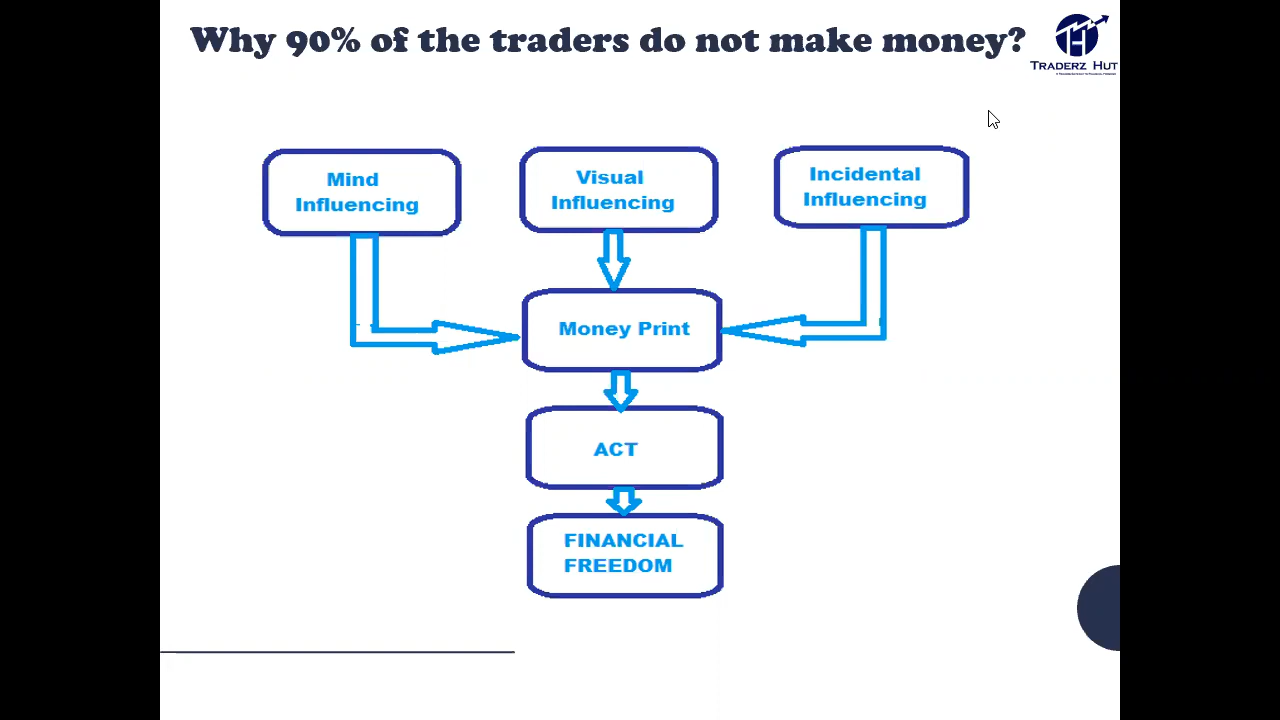 Why 90% of the traders do not make money?
TRADERZ HUT
Mind
Influencing
Visual
Influencing
Incidental
Influencing
Money Print
ACT
FINANCIAL
FREEDOM